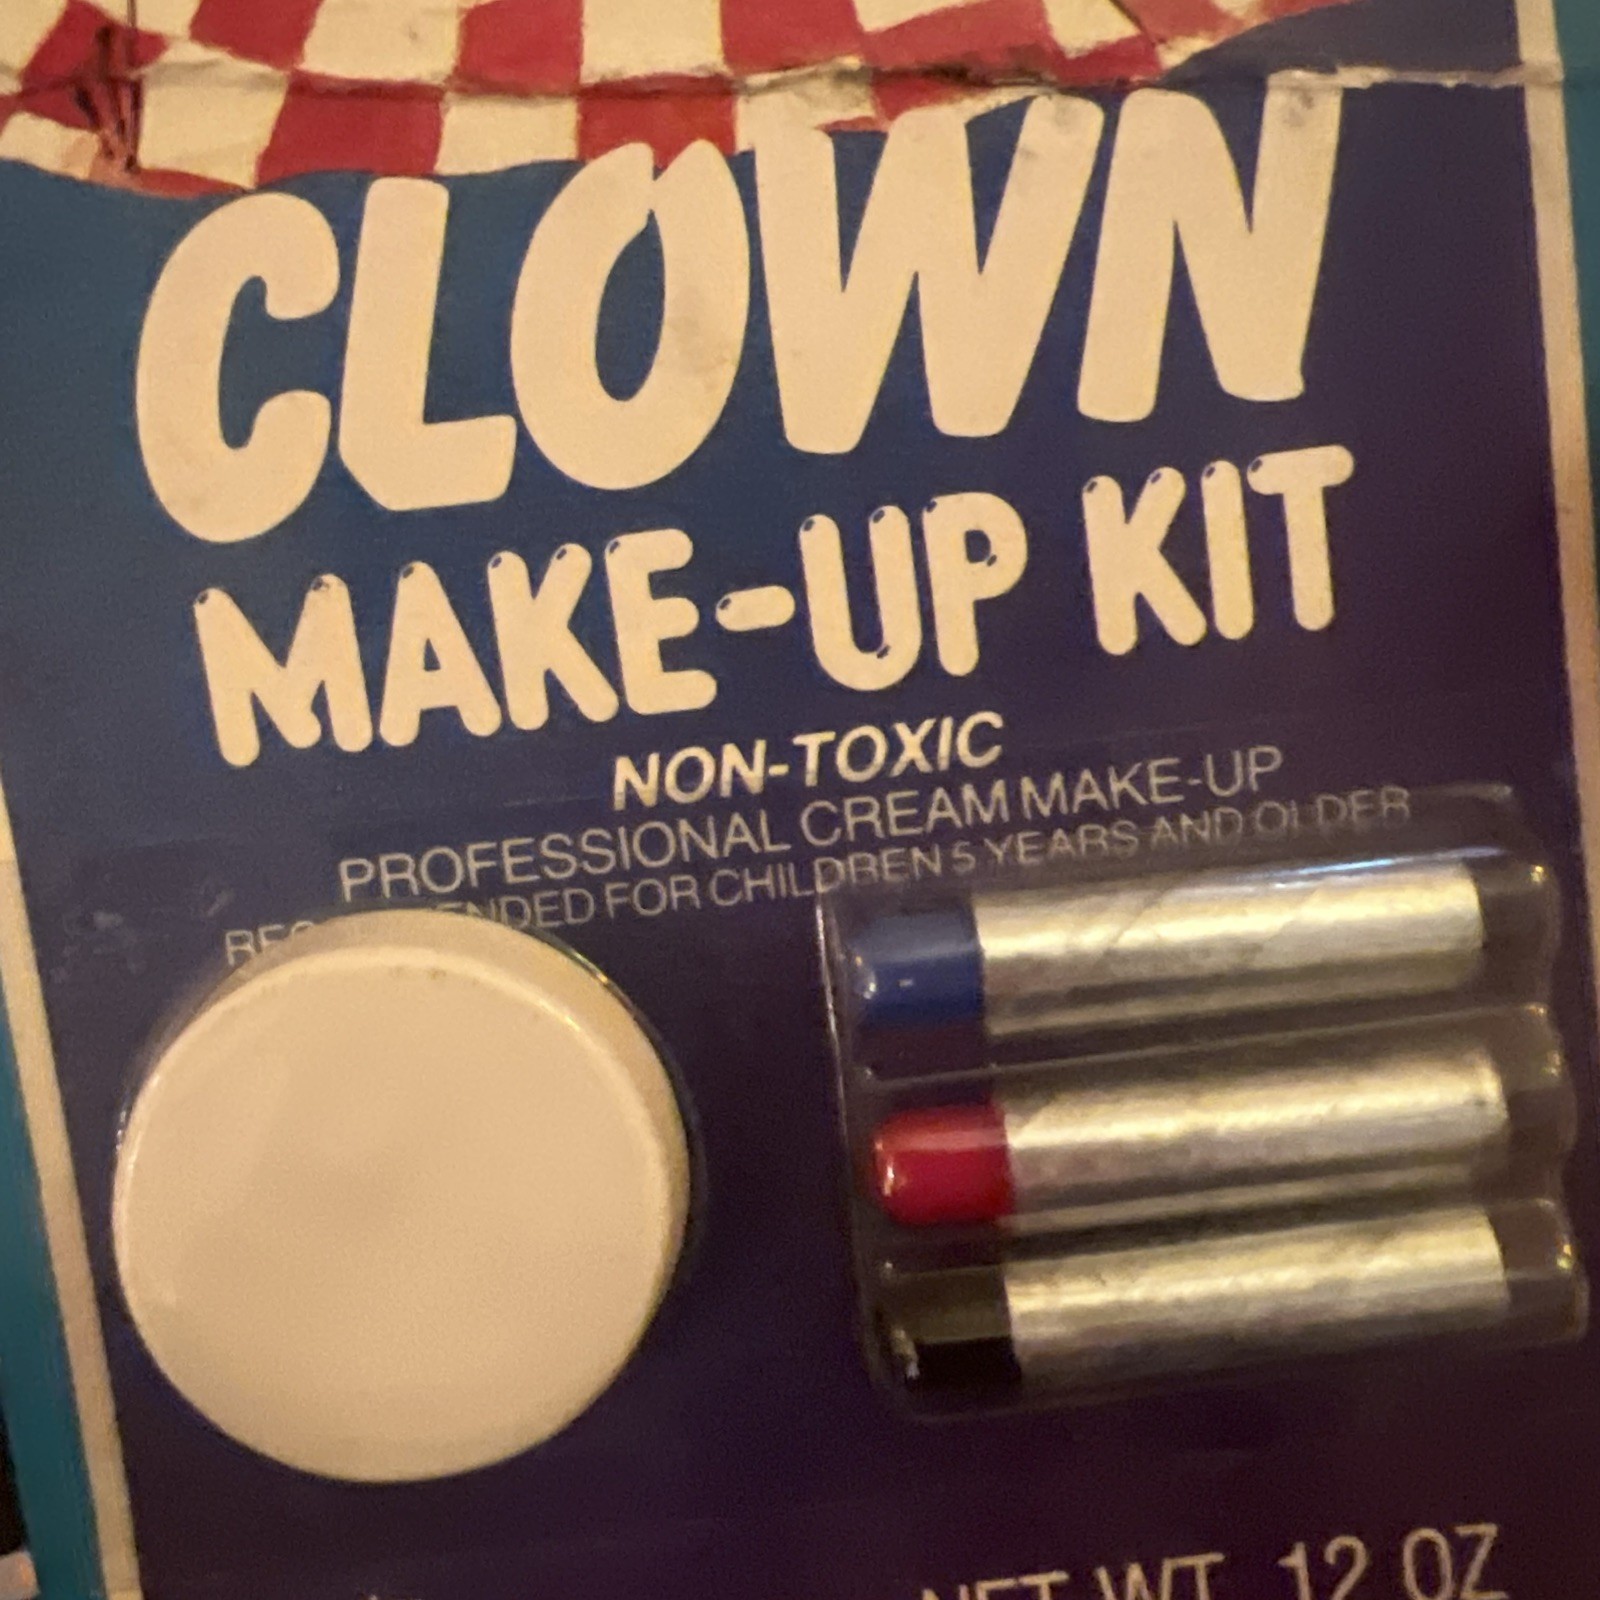 CLOWN
MAKE-UP KIT
NON-TOXIC
PROFESSIONAL CREAM MAKE-UP
FOR CHILDREN 5 YEARS AND OLDER
NET WT. .12 OZ